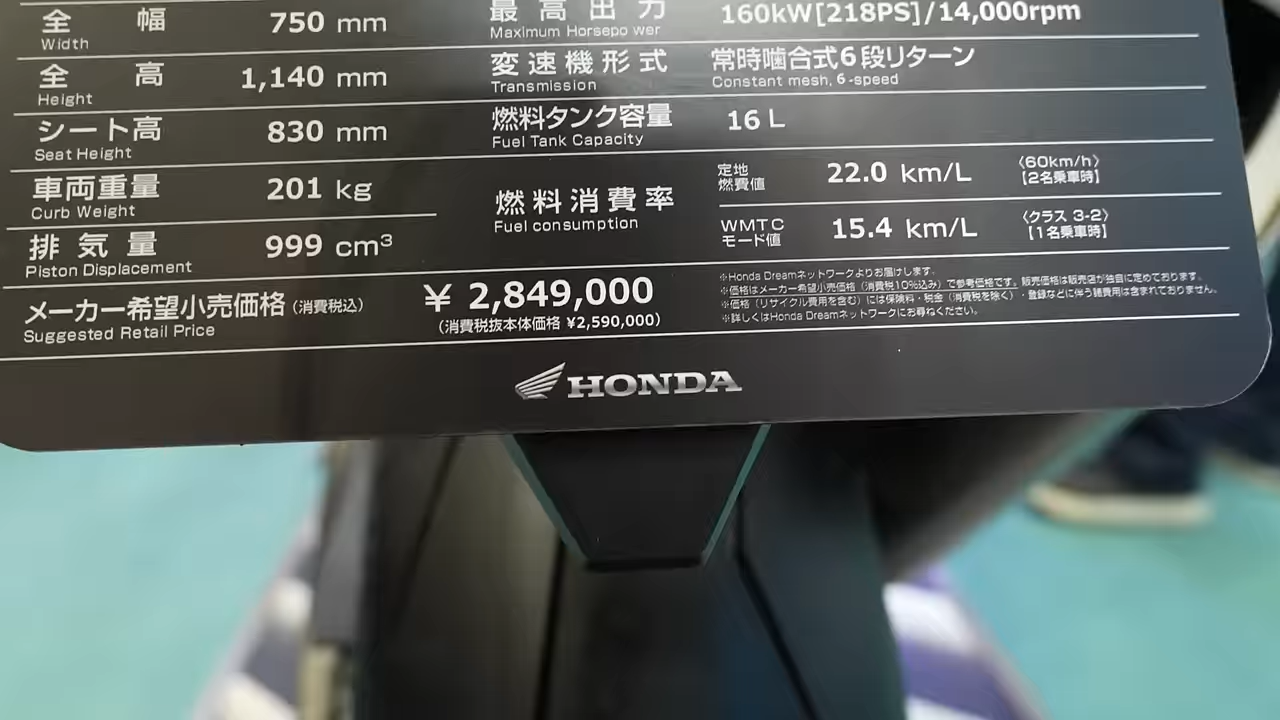 全幅 750 mm
Width
全高 1,140 mm
Height
シート高 830 mm
Seat Height
車両重量 201 kg
Curb Weight
排気量 999 cm³
Piston Displacement
最高出力 160kW[218PS]/14,000rpm
Maximum Horsepower
変速機形式 常時噛合式6段リターン
Transmission Constant mesh, 6-speed
燃料タンク容量 16 L
Fuel Tank Capacity
燃料消費率
Fuel consumption
定地燃費値 22.0 km/L 〈60km/h〉[2名乗車時]
WMTCモード値 15.4 km/L 〈クラス 3-2〉[1名乗車時]
メーカー希望小売価格(消費税込) ¥ 2,849,000
Suggested Retail Price (消費税抜本体価格 ¥2,590,000)
※Honda Dreamネットワークよりお届けします。
※価格はメーカー希望小売価格(消費税10%込み)で参考価格です。販売価格は販売店が独自に定めております。
※価格(リサイクル費用を含む)には保険料・税金(消費税を除く)・登録などに伴う諸費用は含まれておりません。
※詳しくはHonda Dreamネットワークにお尋ねください。
HONDA